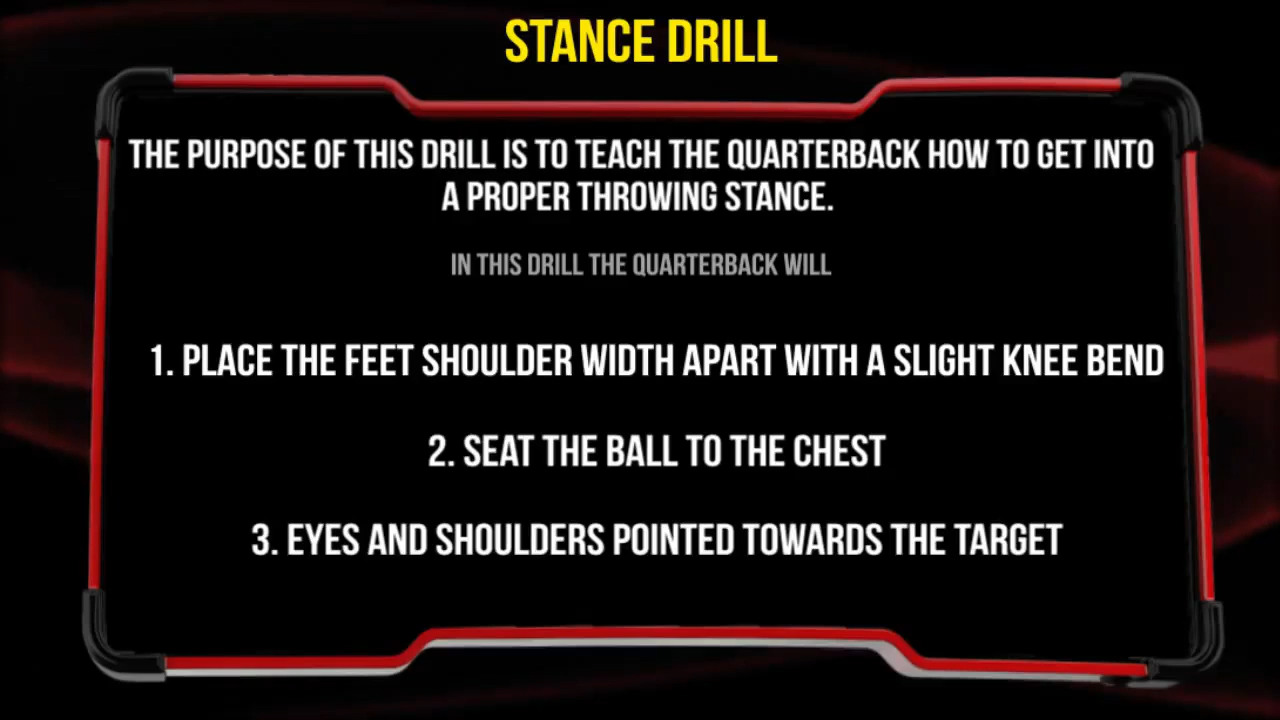 STANCE DRILL
THE PURPOSE OF THIS DRILL IS TO TEACH THE QUARTERBACK HOW TO GET INTO
A PROPER THROWING STANCE.
IN THIS DRILL THE QUARTERBACK WILL
1. PLACE THE FEET SHOULDER WIDTH APART WITH A SLIGHT KNEE BEND
2. SEAT THE BALL TO THE CHEST
3. EYES AND SHOULDERS POINTED TOWARDS THE TARGET